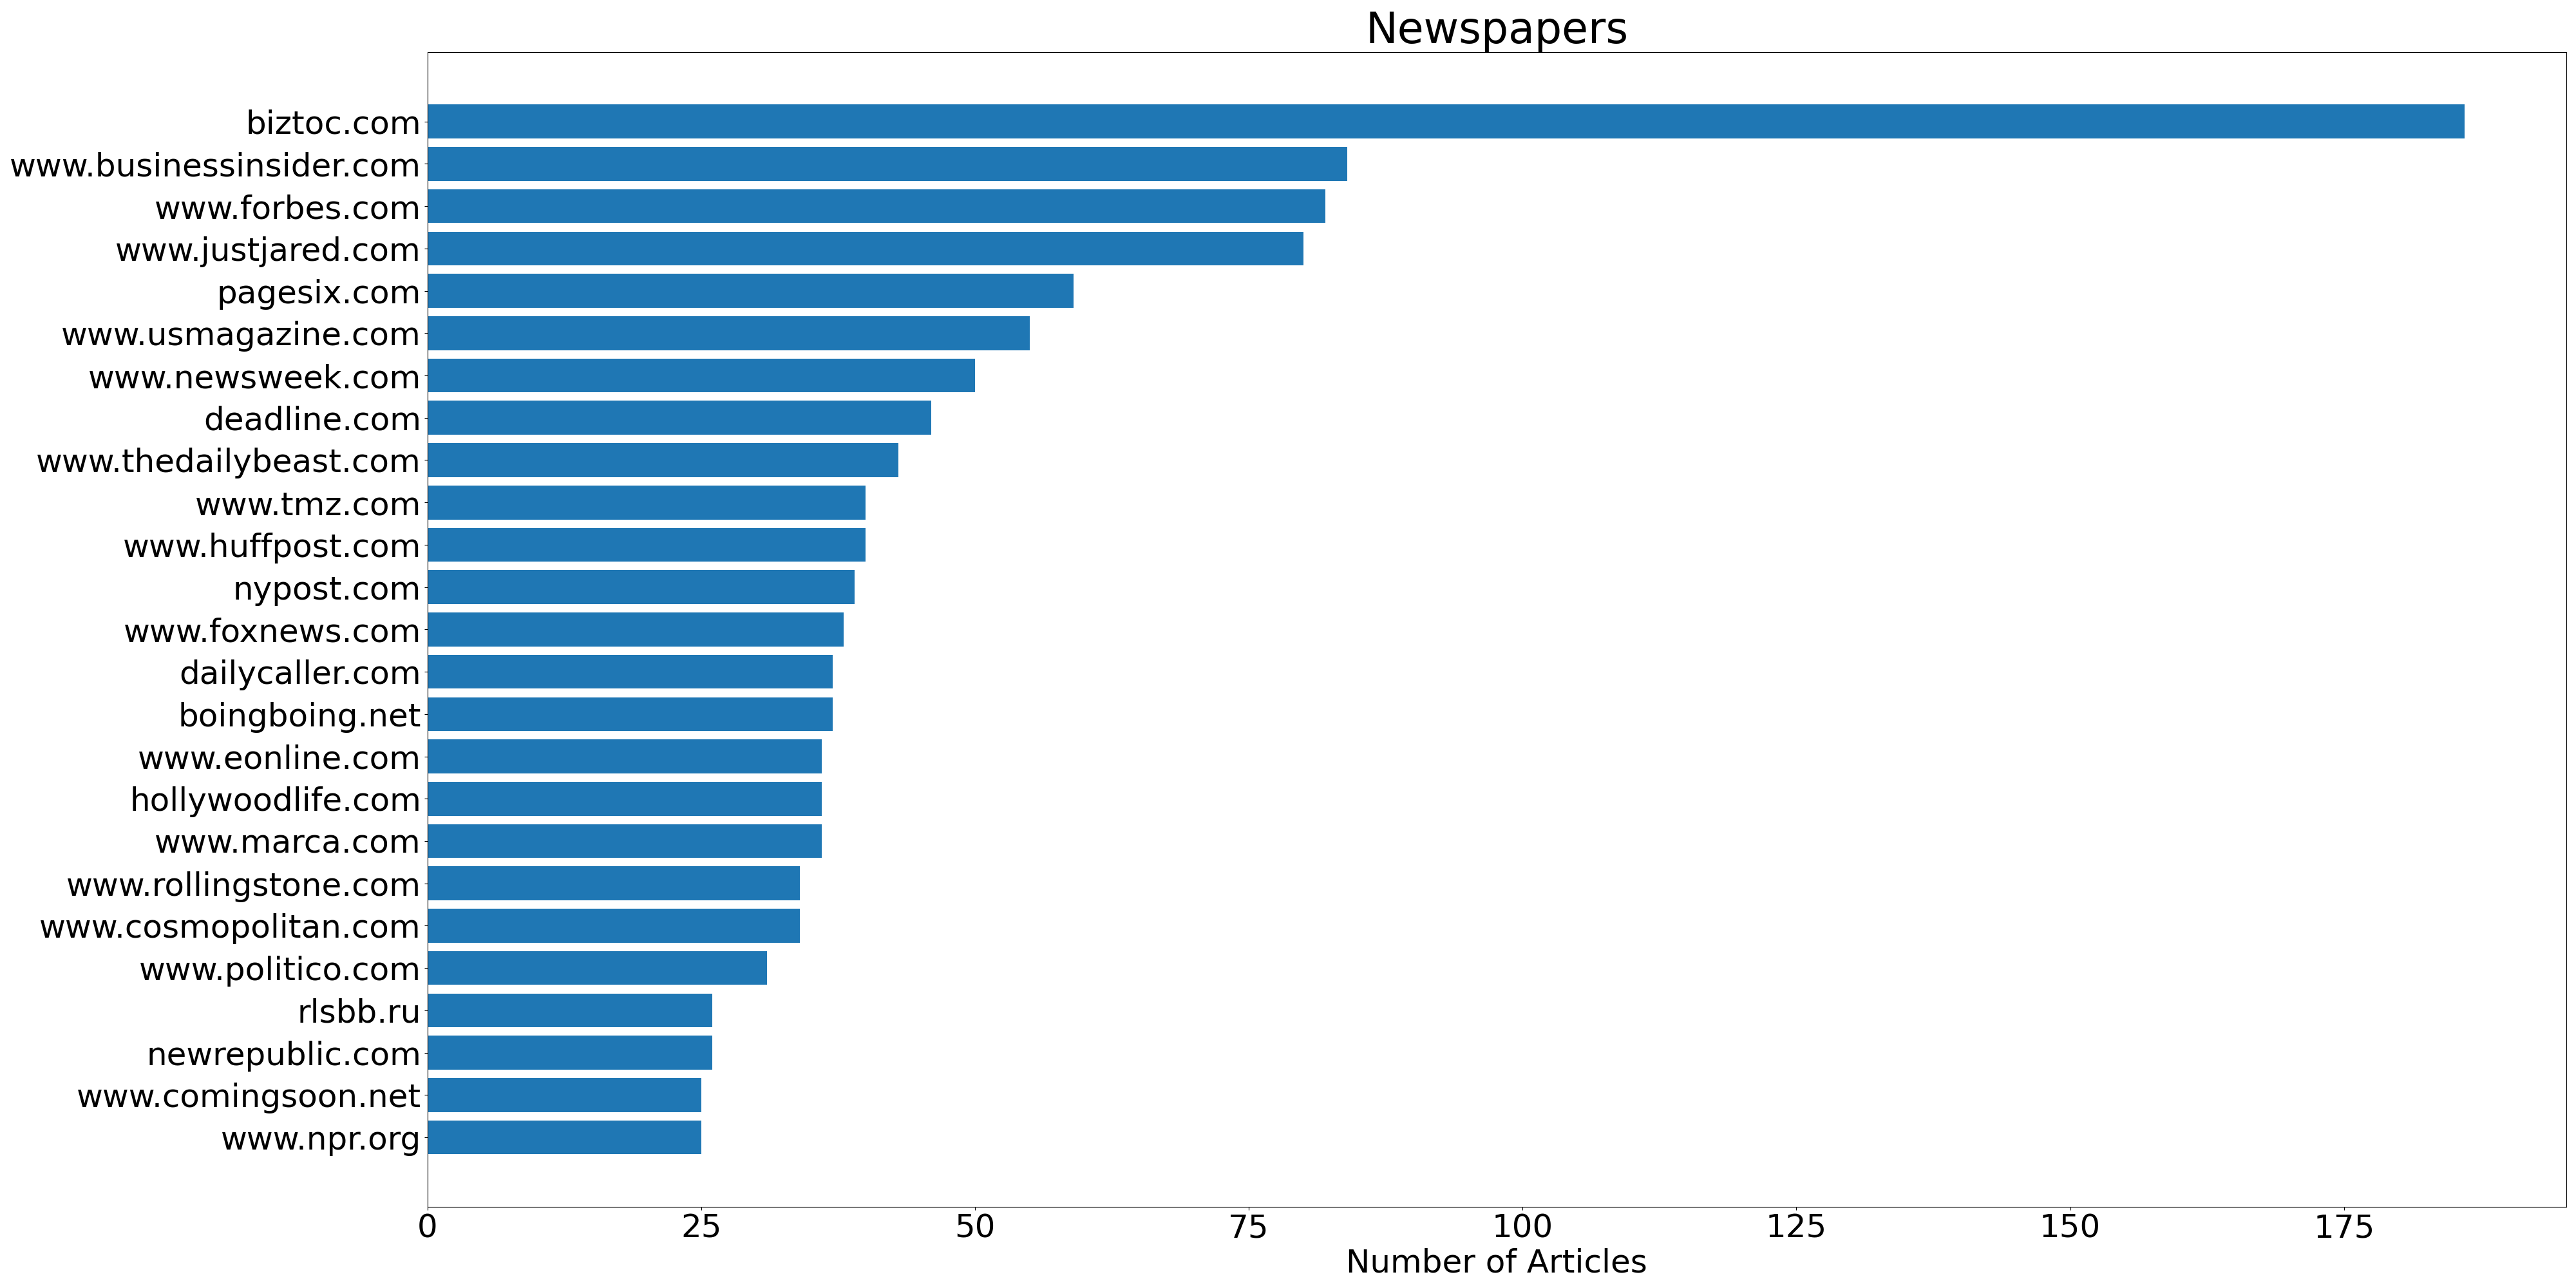 Newspapers
biztoc.com
www.businessinsider.com
www.forbes.com
www.justjared.com
pagesix.com
www.usmagazine.com
www.newsweek.com
deadline.com
www.thedailybeast.com
www.tmz.com
www.huffpost.com
nypost.com
www.foxnews.com
dailycaller.com
boingboing.net
www.eonline.com
hollywoodlife.com
www.marca.com
www.rollingstone.com
www.cosmopolitan.com
www.politico.com
rlsbb.ru
newrepublic.com
www.comingsoon.net
www.npr.org
0 25 50 75 100 125 150 175
Number of Articles